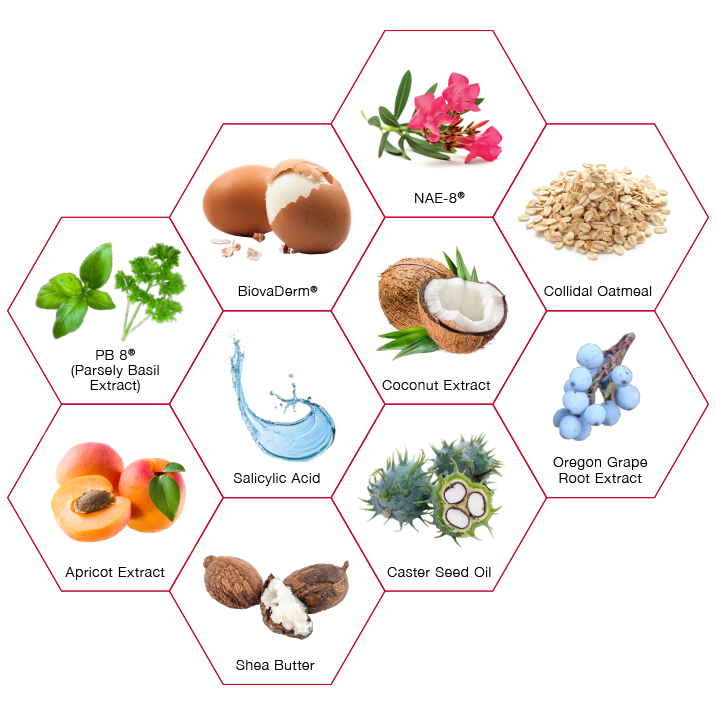 NAE-8®
BiovaDerm®
Collidal Oatmeal
PB 8®
(Parsely Basil
Extract)
Coconut Extract
Salicylic Acid
Oregon Grape
Root Extract
Apricot Extract
Caster Seed Oil
Shea Butter